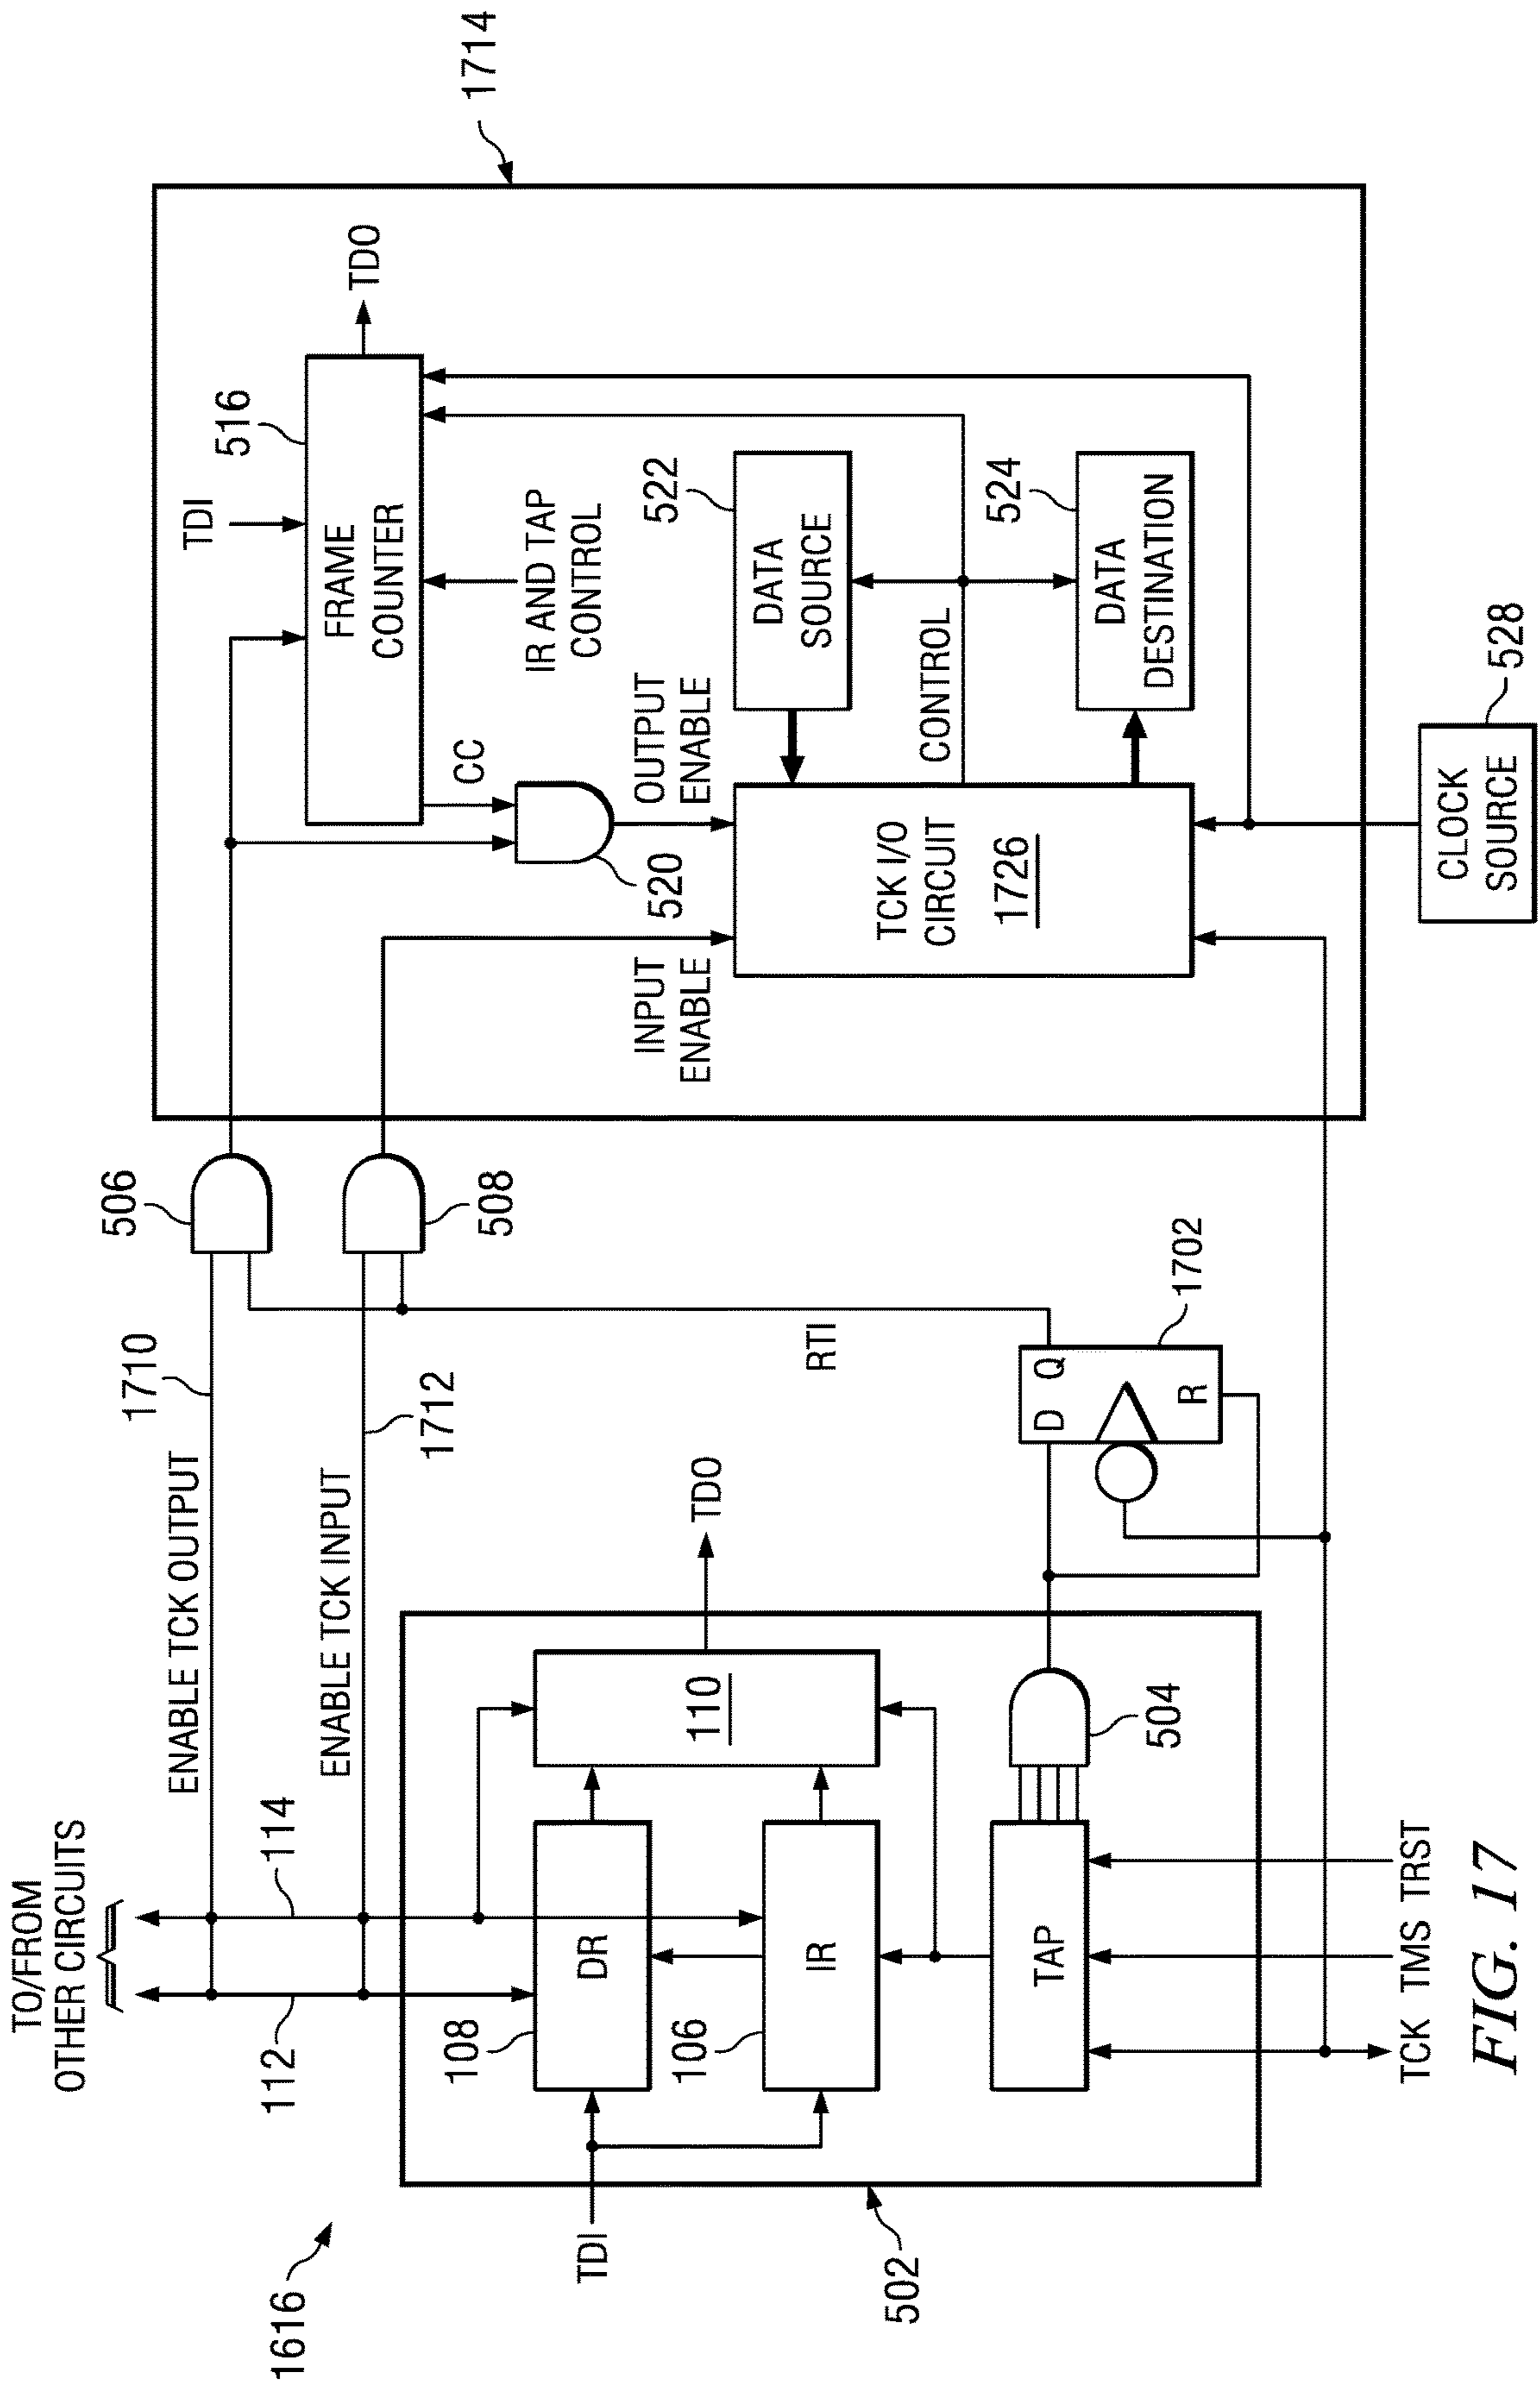 1616
TO/FROM
OTHER CIRCUITS
112
114
ENABLE TCK OUTPUT
1710
506
ENABLE TCK INPUT
1712
508
TDI
502
108
DR
106
IR
110
TDO
TAP
504
TCK
TMS
TRST
RTI
D
Q
R
1702
1714
TDI
516
FRAME
COUNTER
TDO
CC
IR AND TAP
CONTROL
520
INPUT
ENABLE
OUTPUT
ENABLE
522
DATA
SOURCE
TCK I/O
CIRCUIT
1726
CONTROL
524
DATA
DESTINATION
CLOCK
SOURCE
528
FIG. 17